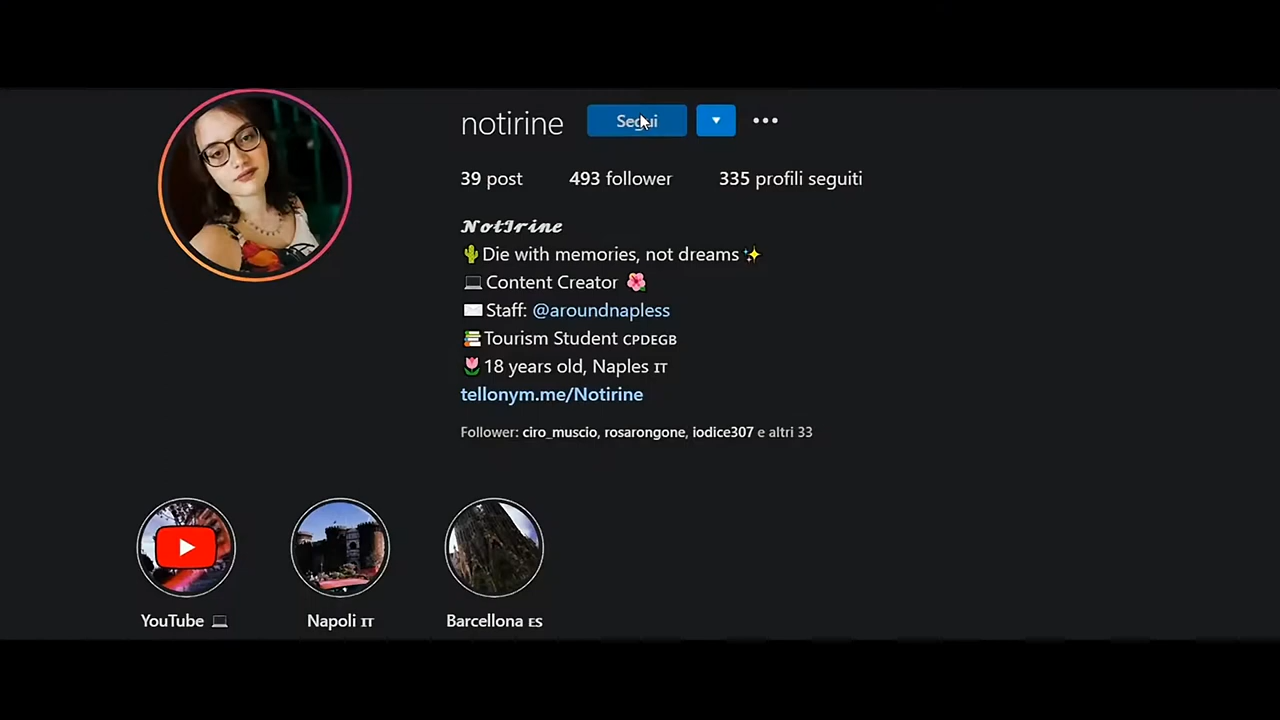 notirine Segui
39 post 493 follower 335 profili seguiti
NotIrine
🌵Die with memories, not dreams✨
💻Content Creator 🌺
✉️Staff: @aroundnapless
📚Tourism Student CPDEGB
🌷18 years old, Naples IT
tellonym.me/Notirine
Follower: ciro_muscio, rosarongone, iodice307 e altri 33
YouTube 💻 Napoli IT Barcellona ES